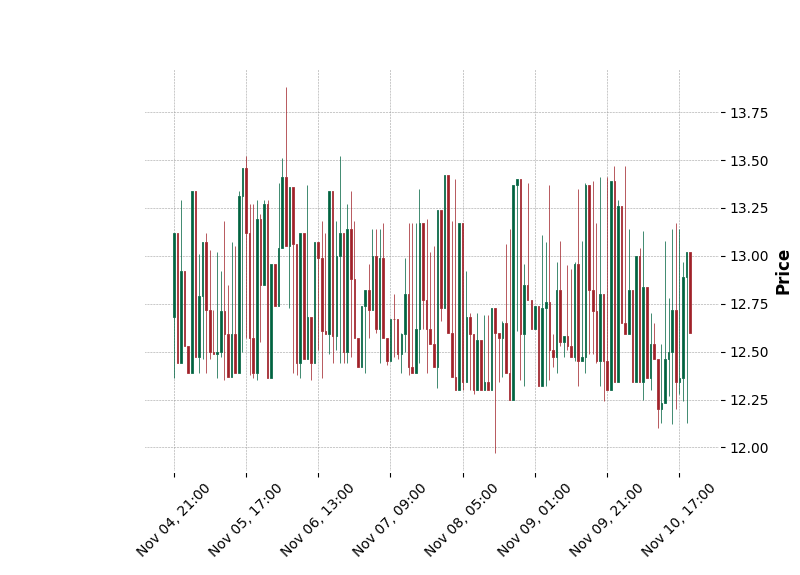 13.75
13.50
13.25
13.00
12.75
12.50
12.25
12.00
Price
Nov 04, 21:00
Nov 05, 17:00
Nov 06, 13:00
Nov 07, 09:00
Nov 08, 05:00
Nov 09, 01:00
Nov 09, 21:00
Nov 10, 17:00